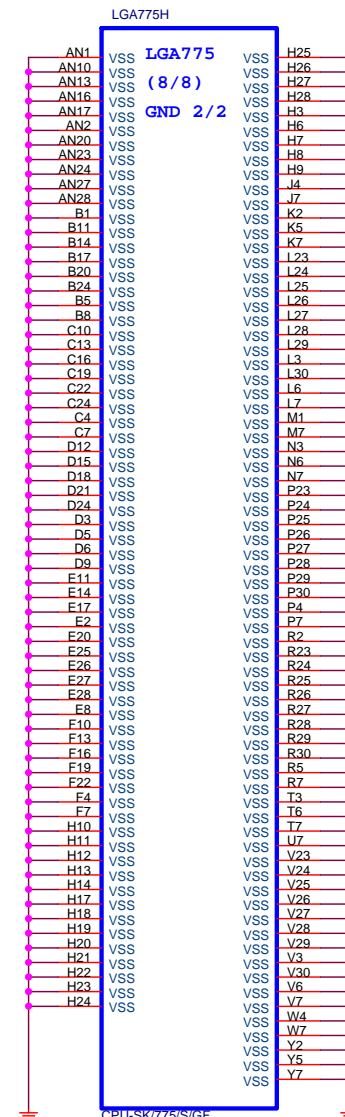 LGA775H
AN1 VSS LGA775 VSS H25
AN10 VSS VSS H26
AN13 VSS (8/8) VSS H27
AN16 VSS VSS H28
AN17 VSS GND 2/2 VSS H3
AN2 VSS VSS H6
AN20 VSS VSS H7
AN23 VSS VSS H8
AN24 VSS VSS H9
AN27 VSS VSS J4
AN28 VSS VSS J7
B1 VSS VSS K2
B11 VSS VSS K5
B14 VSS VSS K7
B17 VSS VSS L23
B20 VSS VSS L24
B24 VSS VSS L25
B5 VSS VSS L26
B8 VSS VSS L27
C10 VSS VSS L28
C13 VSS VSS L29
C16 VSS VSS L3
C19 VSS VSS L30
C22 VSS VSS L6
C24 VSS VSS L7
C4 VSS VSS M1
C7 VSS VSS M7
D12 VSS VSS N3
D15 VSS VSS N6
D18 VSS VSS N7
D21 VSS VSS P23
D24 VSS VSS P24
D3 VSS VSS P25
D5 VSS VSS P26
D6 VSS VSS P27
D9 VSS VSS P28
E11 VSS VSS P29
E14 VSS VSS P30
E17 VSS VSS P4
E2 VSS VSS P7
E20 VSS VSS R2
E25 VSS VSS R23
E26 VSS VSS R24
E27 VSS VSS R25
E28 VSS VSS R26
E8 VSS VSS R27
F10 VSS VSS R28
F13 VSS VSS R29
F16 VSS VSS R30
F19 VSS VSS R5
F22 VSS VSS R7
F4 VSS VSS T3
F7 VSS VSS T6
H10 VSS VSS T7
H11 VSS VSS U7
H12 VSS VSS V23
H13 VSS VSS V24
H14 VSS VSS V25
H17 VSS VSS V26
H18 VSS VSS V27
H19 VSS VSS V28
H20 VSS VSS V29
H21 VSS VSS V3
H22 VSS VSS V30
H23 VSS VSS V6
H24 VSS VSS V7
VSS W4
VSS W7
VSS Y2
VSS Y5
VSS Y7
CPU-SK/775/S/GF